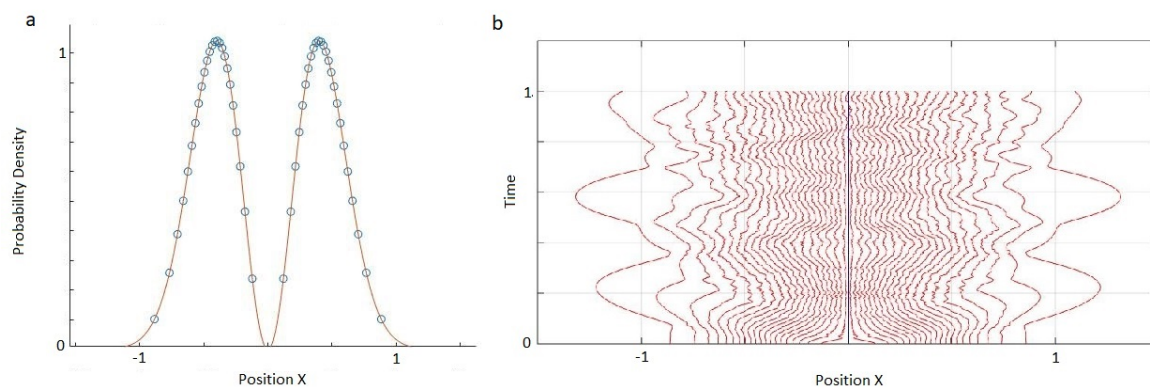 a
1
Probability Density
0
-1
1
Position X
b
1.
Time
0
-1
1
Position X